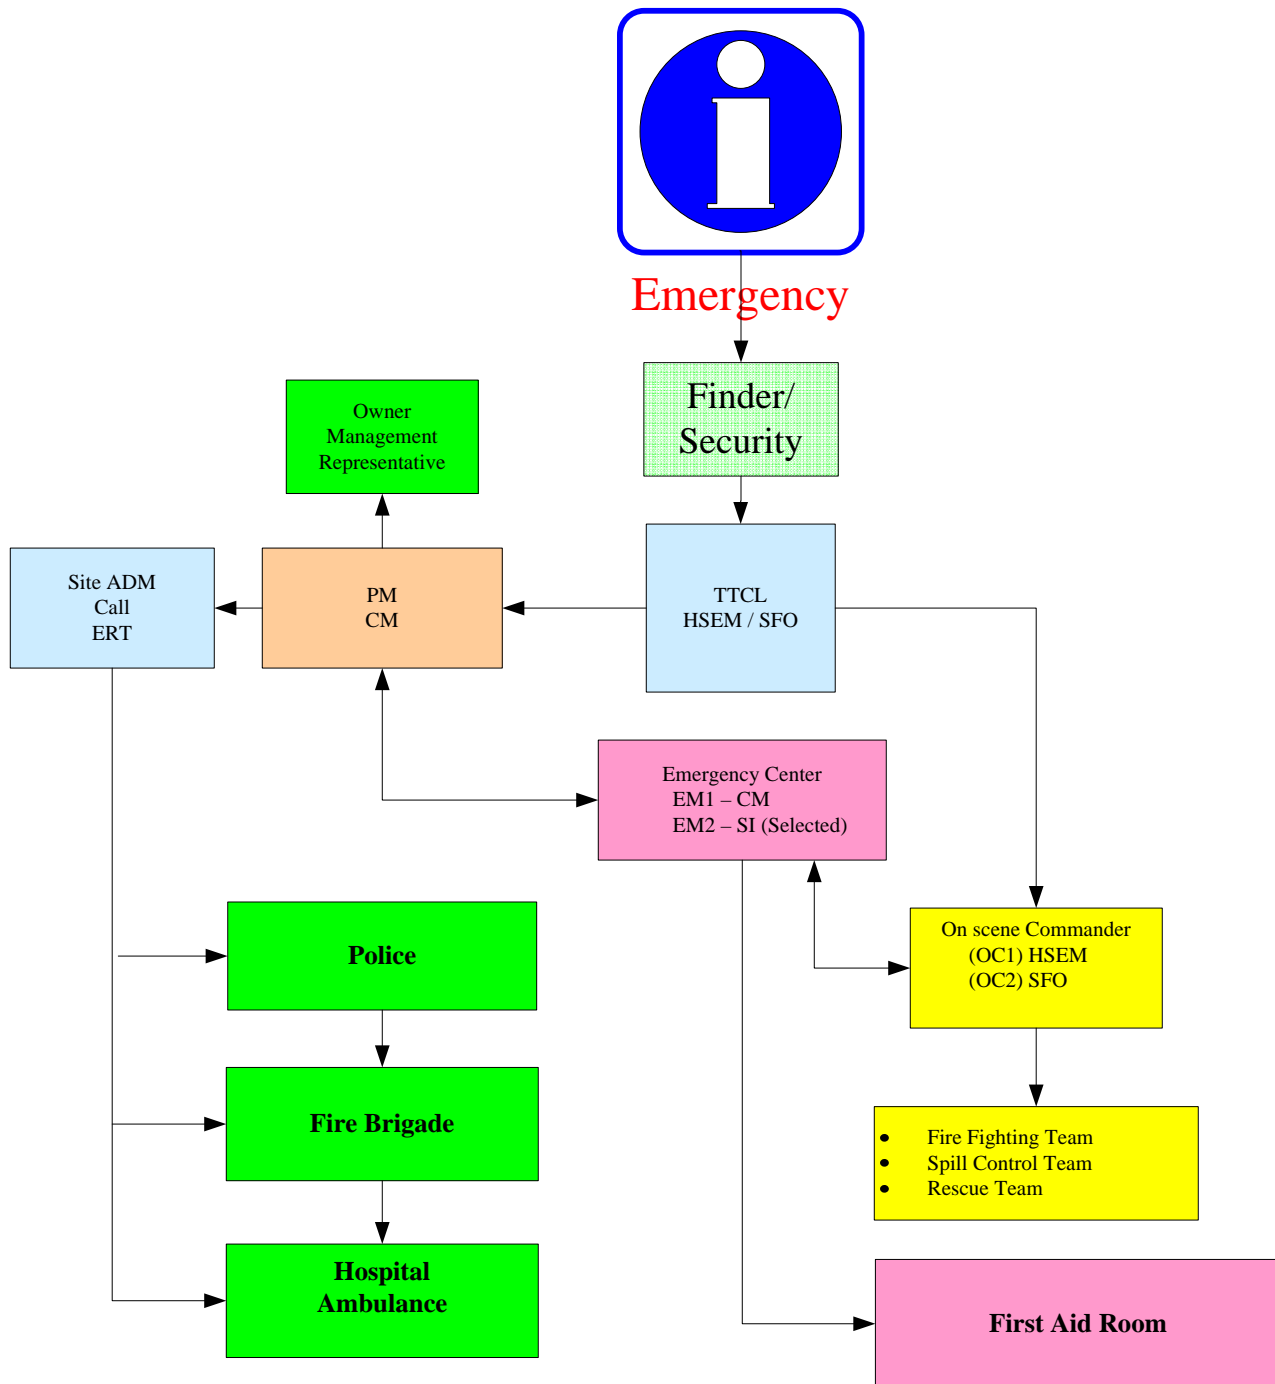 Emergency
Finder/
Security
Owner
Management
Representative
Site ADM
Call
ERT
PM
CM
TTCL
HSEM / SFO
Emergency Center
EM1 – CM
EM2 – SI (Selected)
Police
On scene Commander
(OC1) HSEM
(OC2) SFO
Fire Brigade
• Fire Fighting Team
• Spill Control Team
• Rescue Team
Hospital
Ambulance
First Aid Room